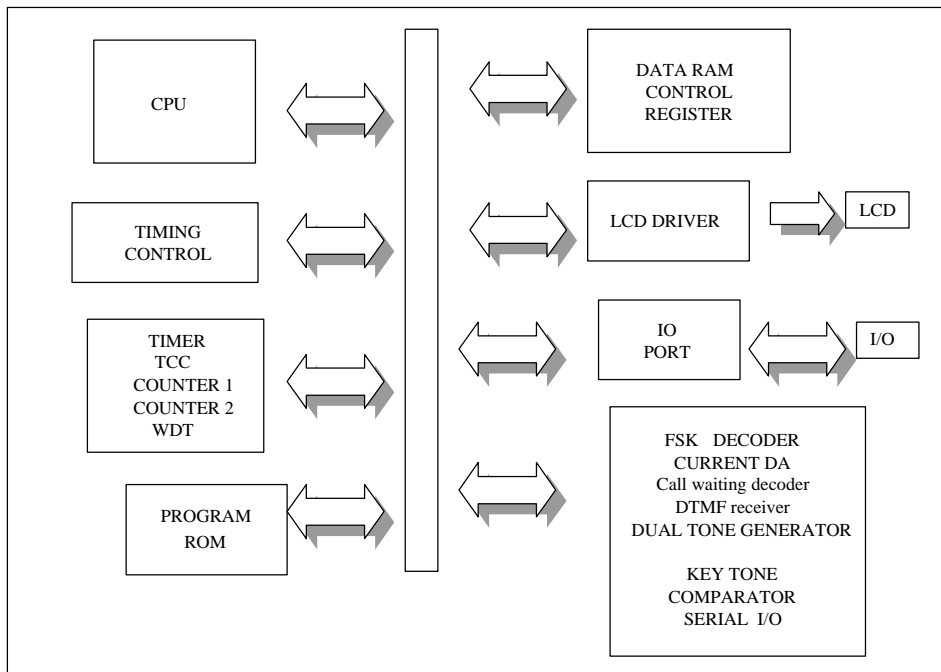 CPU
TIMING
CONTROL
TIMER
TCC
COUNTER 1
COUNTER 2
WDT
PROGRAM
ROM
DATA RAM
CONTROL
REGISTER
LCD DRIVER
LCD
IO
PORT
I/O
FSK DECODER
CURRENT DA
Call waiting decoder
DTMF receiver
DUAL TONE GENERATOR
KEY TONE
COMPARATOR
SERIAL I/O